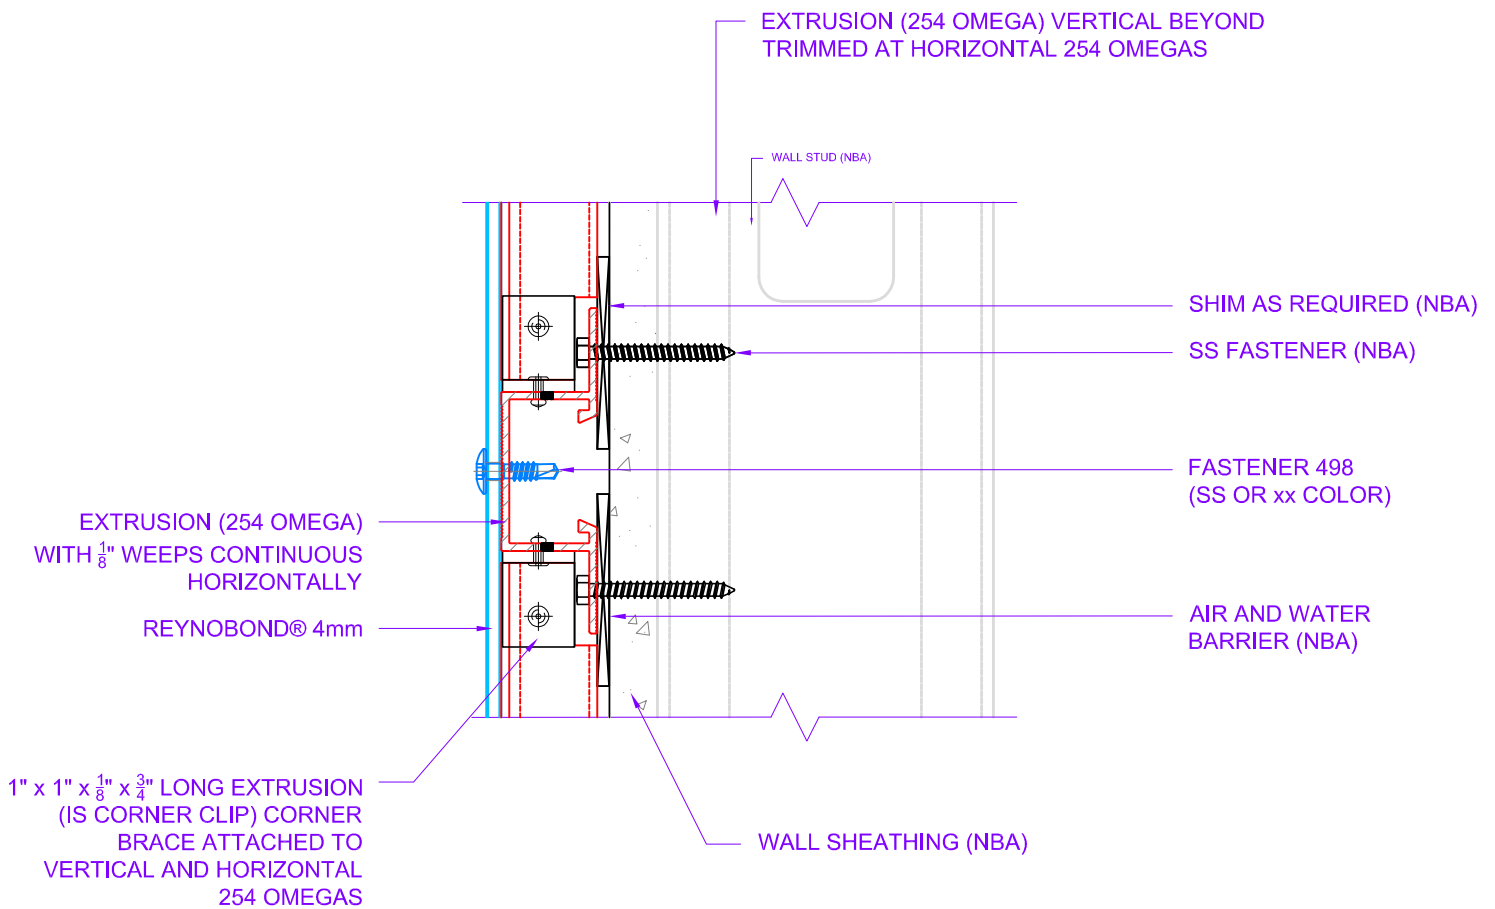 EXTRUSION (254 OMEGA) VERTICAL BEYOND
TRIMMED AT HORIZONTAL 254 OMEGAS
WALL STUD (NBA)
SHIM AS REQUIRED (NBA)
SS FASTENER (NBA)
FASTENER 498
(SS OR xx COLOR)
EXTRUSION (254 OMEGA)
WITH 1/8" WEEPS CONTINUOUS
HORIZONTALLY
REYNOBOND® 4mm
AIR AND WATER
BARRIER (NBA)
1" x 1" x 1/8" x 3/4" LONG EXTRUSION
(IS CORNER CLIP) CORNER
BRACE ATTACHED TO
VERTICAL AND HORIZONTAL
254 OMEGAS
WALL SHEATHING (NBA)